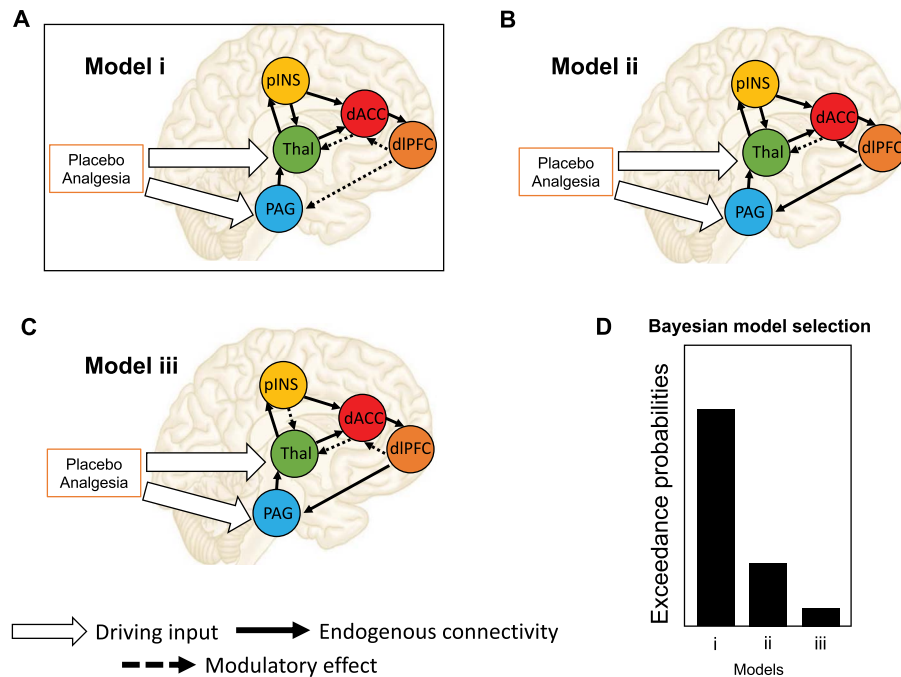 A
Model i
pINS
dACC
Thal
dlPFC
PAG
Placebo
Analgesia
B
Model ii
pINS
dACC
Thal
dlPFC
PAG
Placebo
Analgesia
C
Model iii
pINS
dACC
Thal
dlPFC
PAG
Placebo
Analgesia
D
Bayesian model selection
Exceedance probabilities
i ii iii
Models
Driving input
Endogenous connectivity
Modulatory effect